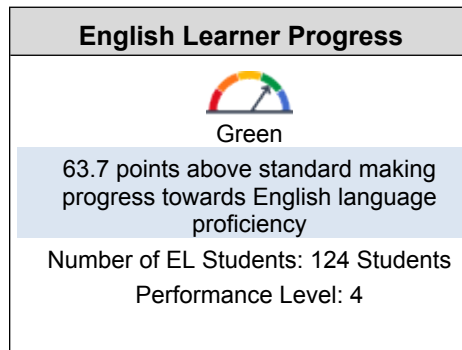 English Learner Progress
Green
63.7 points above standard making
progress towards English language
proficiency
Number of EL Students: 124 Students
Performance Level: 4